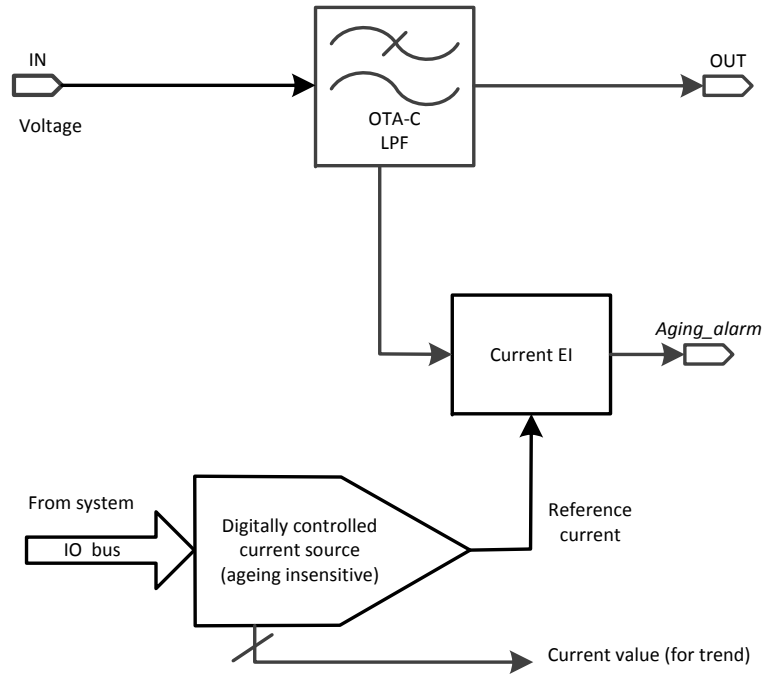 IN
OUT
Voltage
OTA-C
LPF
Aging_alarm
Current EI
From system
IO bus
Digitally controlled
current source
(ageing insensitive)
Reference
current
Current value (for trend)